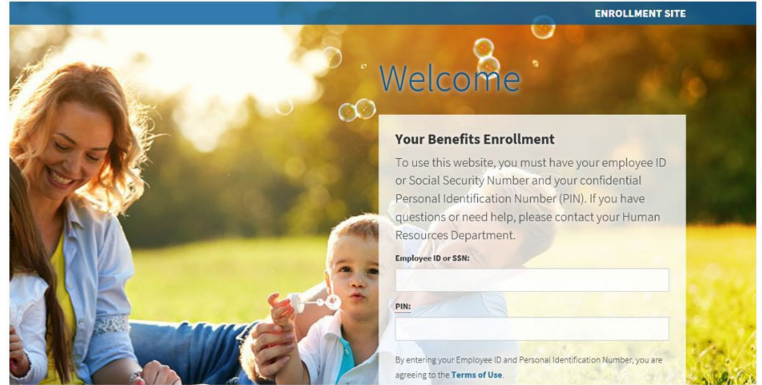 ENROLLMENT SITE
Welcome
Your Benefits Enrollment
To use this website, you must have your employee ID
or Social Security Number and your confidential
Personal Identification Number (PIN). If you have
questions or need help, please contact your Human
Resources Department.
Employee ID or SSN:
PIN:
By entering your Employee ID and Personal Identification Number, you are
agreeing to the Terms of Use.